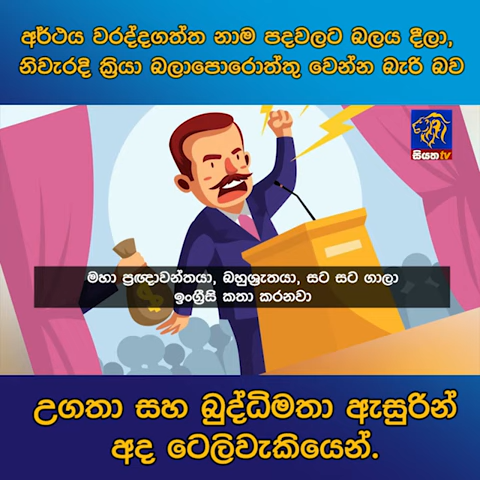 අර්ථය වරද්දගත්ත නාම පදවලට බලය දීලා,
නිවැරදි ක්‍රියා බලාපොරොත්තු වෙන්න බැරි බව
සියත tv
මහා ප්‍රඥාවන්තයා, බහුශ්‍රැතයා, සට සට ගාලා
ඉංග්‍රීසි කතා කරනවා
$
උගතා සහ බුද්ධිමතා ඇසුරින්
අද ටෙලිවැකියෙන්.